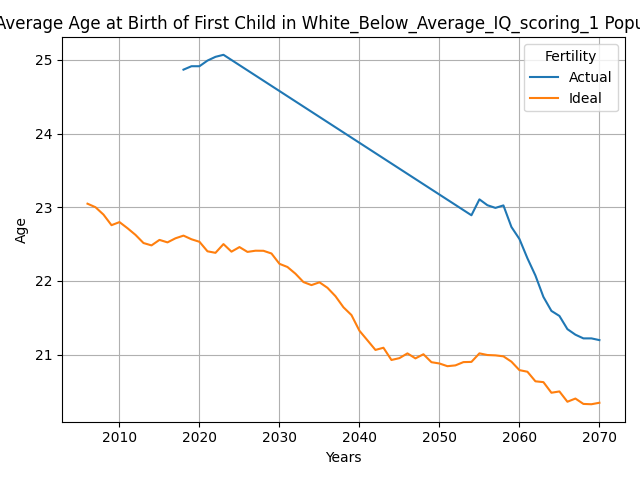 Average Age at Birth of First Child in White_Below_Average_IQ_scoring_1 Popu
Fertility
Actual
Ideal
25
24
23
22
21
Age
2010 2020 2030 2040 2050 2060 2070
Years